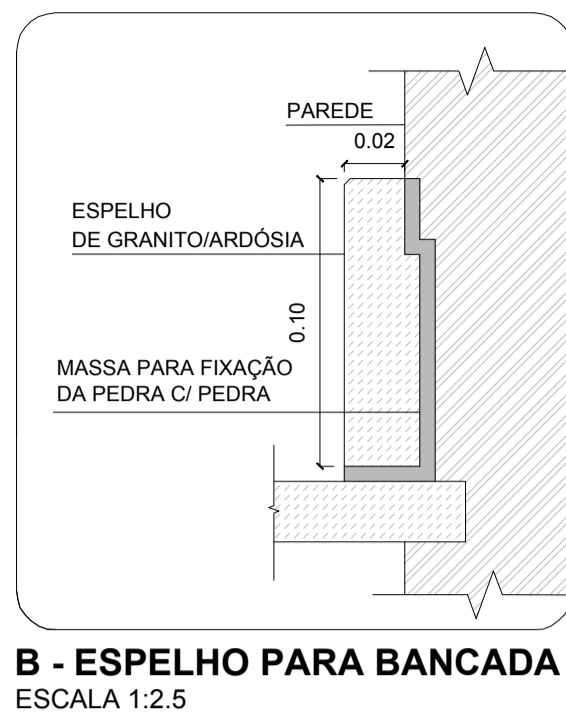 PAREDE
0.02
ESPELHO
DE GRANITO/ARDÓSIA
0.10
MASSA PARA FIXAÇÃO
DA PEDRA C/ PEDRA
B - ESPELHO PARA BANCADA
ESCALA 1:2.5